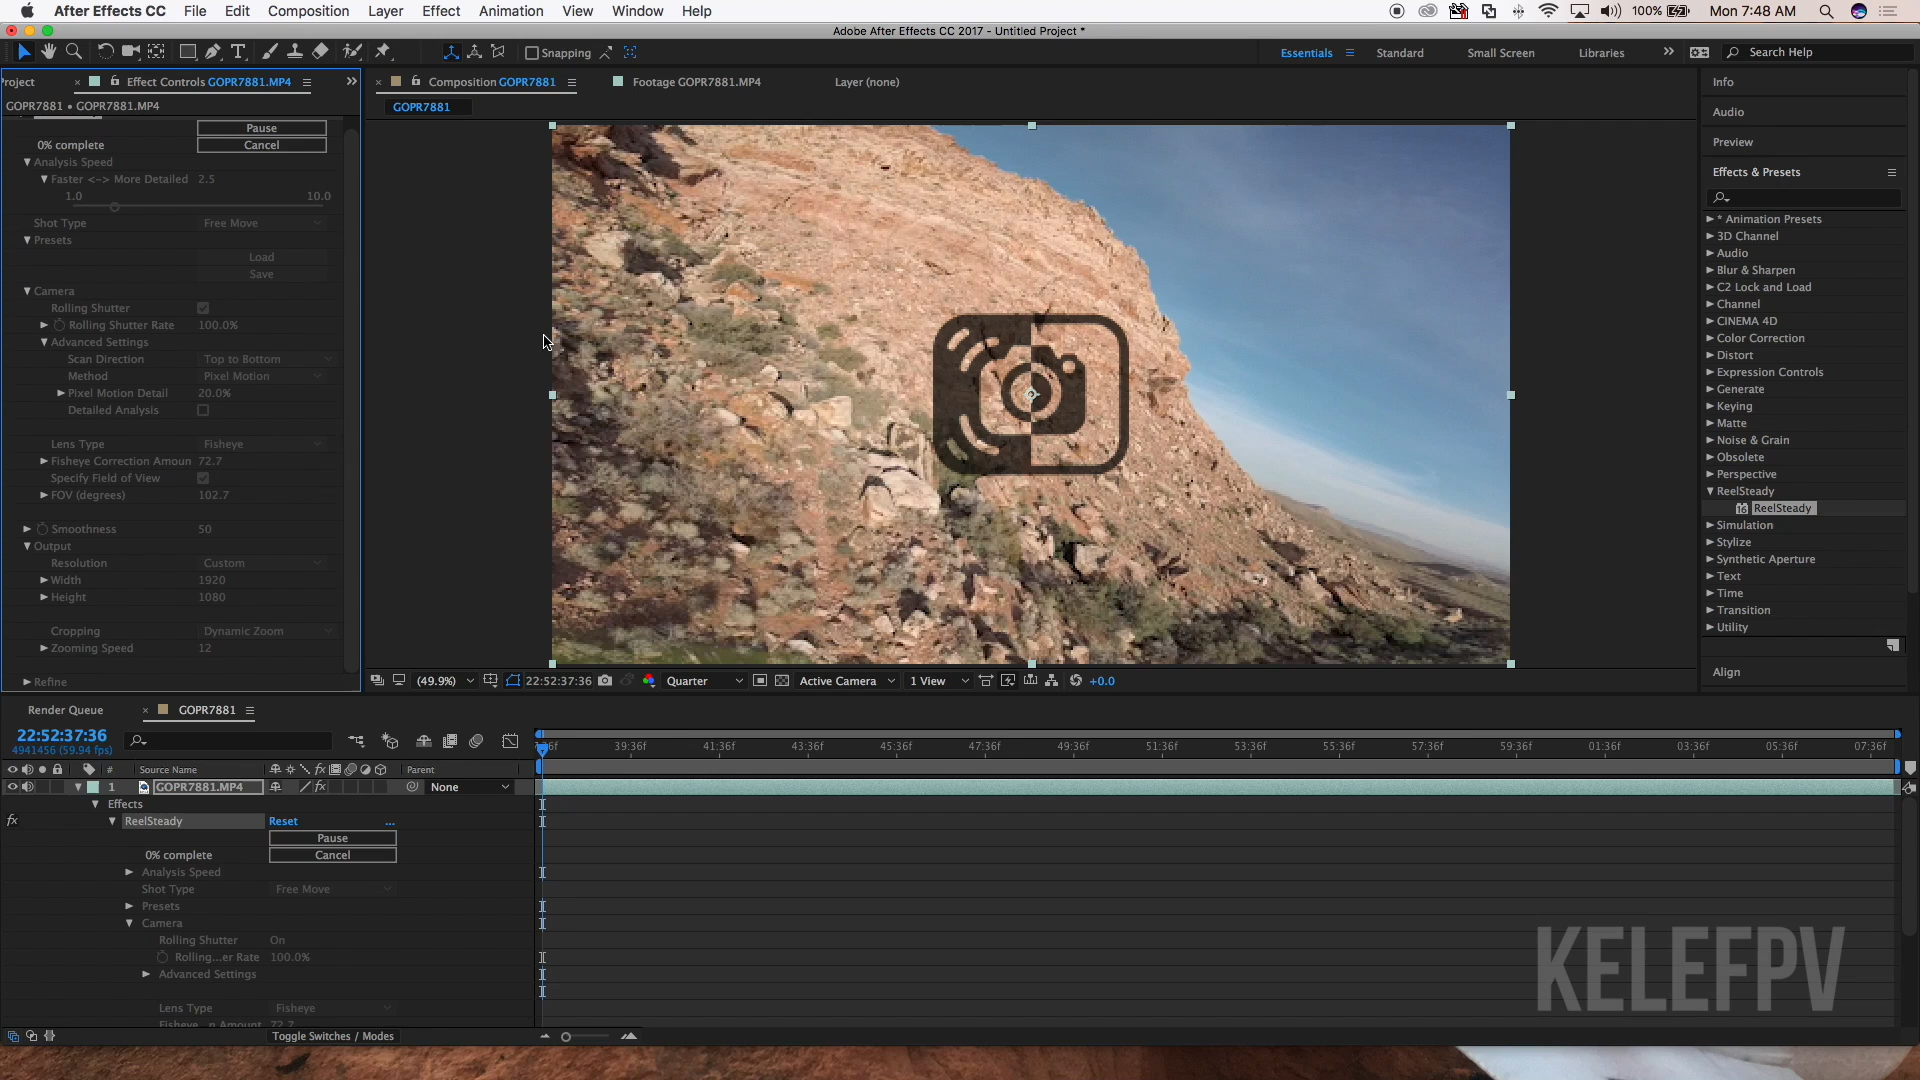 After Effects CC File Edit Composition Layer Effect Animation View Window Help 100% Mon 7:48 AM
Adobe After Effects CC 2017 - Untitled Project *
Snapping Essentials Standard Small Screen Libraries Search Help
Project Effect Controls GOPR7881.MP4 Composition GOPR7881 Footage GOPR7881.MP4 Layer (none)
GOPR7881 • GOPR7881.MP4 GOPR7881
Pause
0% complete Cancel
Analysis Speed
Faster <-> More Detailed 2.5
1.0 10.0
Shot Type Free Move
Presets
Load
Save
Camera
Rolling Shutter
Rolling Shutter Rate 100.0%
Advanced Settings
Scan Direction Top to Bottom
Method Pixel Motion
Pixel Motion Detail 20.0%
Detailed Analysis
Lens Type Fisheye
Fisheye Correction Amoun 72.7
Specify Field of View
FOV (degrees) 102.7
Smoothness 50
Output
Resolution Custom
Width 1920
Height 1080
Cropping Dynamic Zoom
Zooming Speed 12
Refine
(49.9%) 22:52:37:36 Quarter Active Camera 1 View +0.0
Info
Audio
Preview
Effects & Presets
* Animation Presets
3D Channel
Audio
Blur & Sharpen
C2 Lock and Load
Channel
CINEMA 4D
Color Correction
Distort
Expression Controls
Generate
Keying
Matte
Noise & Grain
Obsolete
Perspective
ReelSteady
16 ReelSteady
Simulation
Stylize
Synthetic Aperture
Text
Time
Transition
Utility
Align
Render Queue GOPR7881
22:52:37:36
4941456 (59.94 fps)
39:36f 41:36f 43:36f 45:36f 47:36f 49:36f 51:36f 53:36f 55:36f 57:36f 59:36f 01:36f 03:36f 05:36f 07:36f
# Source Name fx Parent
1 GOPR7881.MP4 fx None
Effects
fx ReelSteady Reset ...
Pause
0% complete Cancel
Analysis Speed
Shot Type Free Move
Presets
Camera
Rolling Shutter On
Rolling...er Rate 100.0%
Advanced Settings
Lens Type Fisheye
Fisheye...n Amount 72.7
Toggle Switches / Modes
KELEFPV